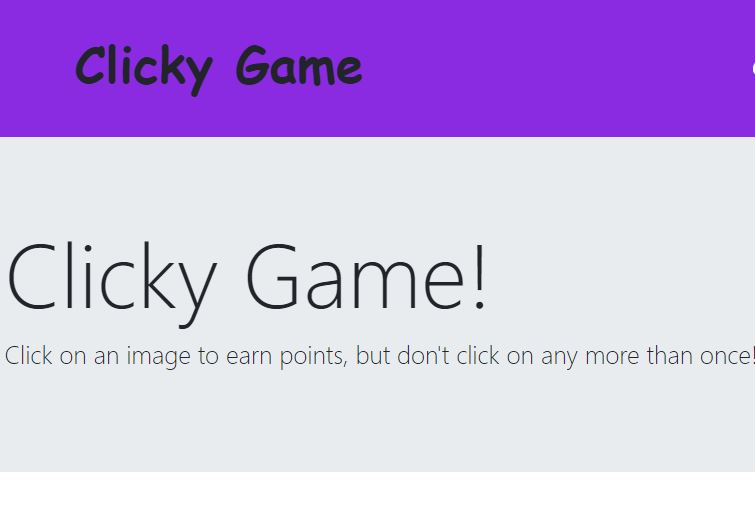 Clicky Game
Clicky Game!
Click on an image to earn points, but don't click on any more than once!